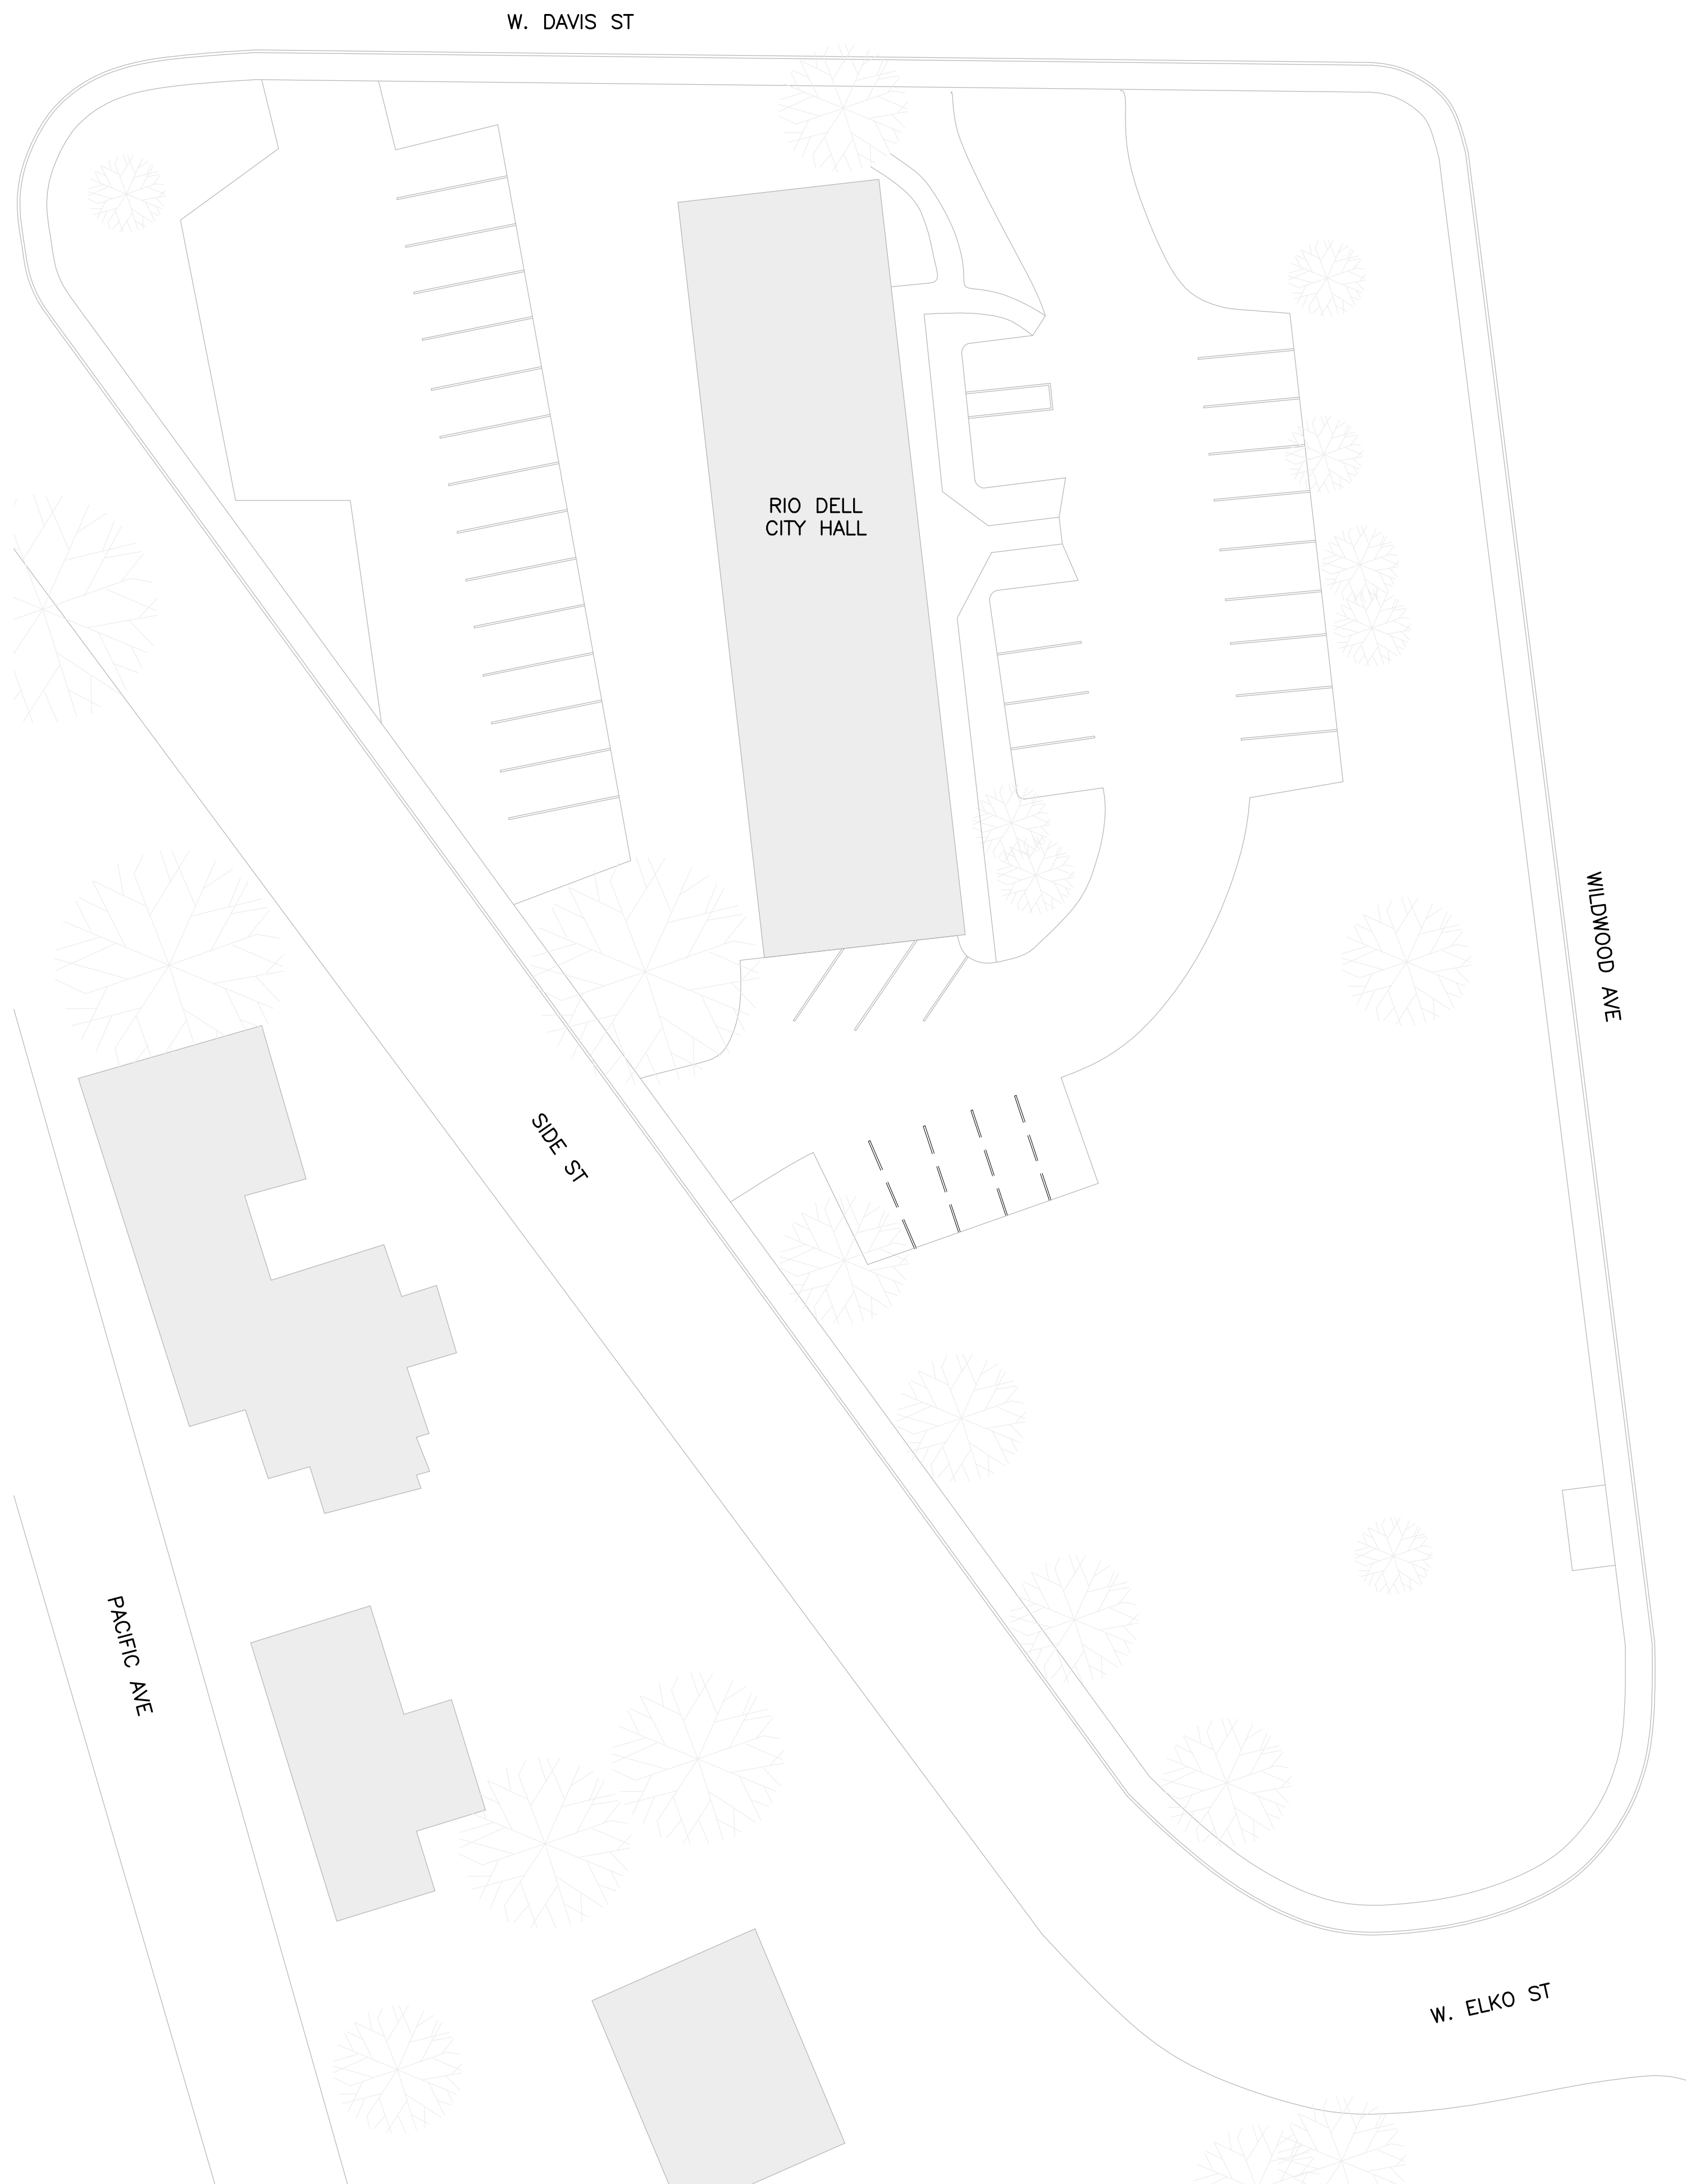 W. DAVIS ST
RIO DELL
CITY HALL
WILDWOOD AVE
SIDE ST
PACIFIC AVE
W. ELKO ST